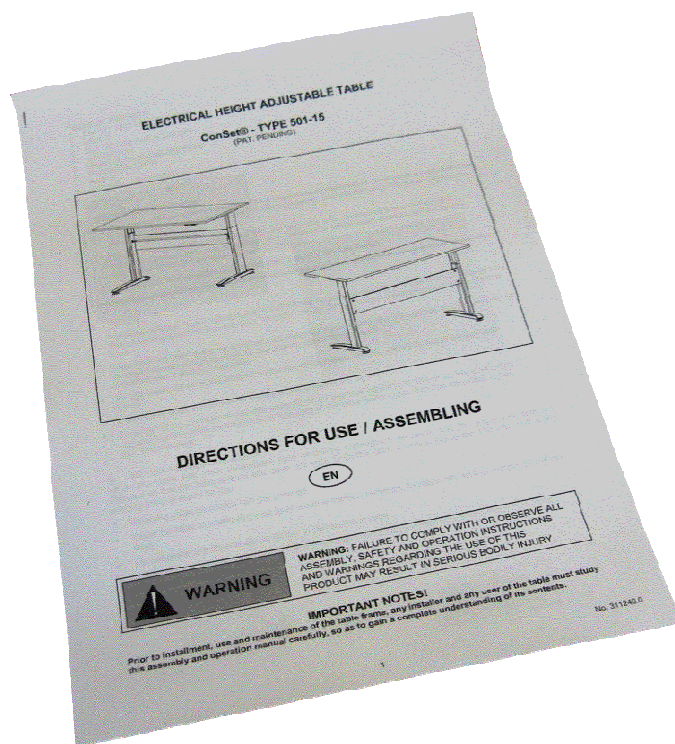 ELECTRICAL HEIGHT ADJUSTABLE TABLE
ConSet® - TYPE 501-15
(PAT. PENDING)
DIRECTIONS FOR USE / ASSEMBLING
EN
WARNING
WARNING: FAILURE TO COMPLY WITH OR OBSERVE ALL
ASSEMBLY, SAFETY AND OPERATION INSTRUCTIONS
AND WARNINGS REGARDING THE USE OF THIS
PRODUCT MAY RESULT IN SERIOUS BODILY INJURY
IMPORTANT NOTES!
Prior to installment, use and maintenance of the table frame, any installer and any user of the table must study
this assembly and operation manual carefully, so as to gain a complete understanding of its contents.
No. 311240.0
1